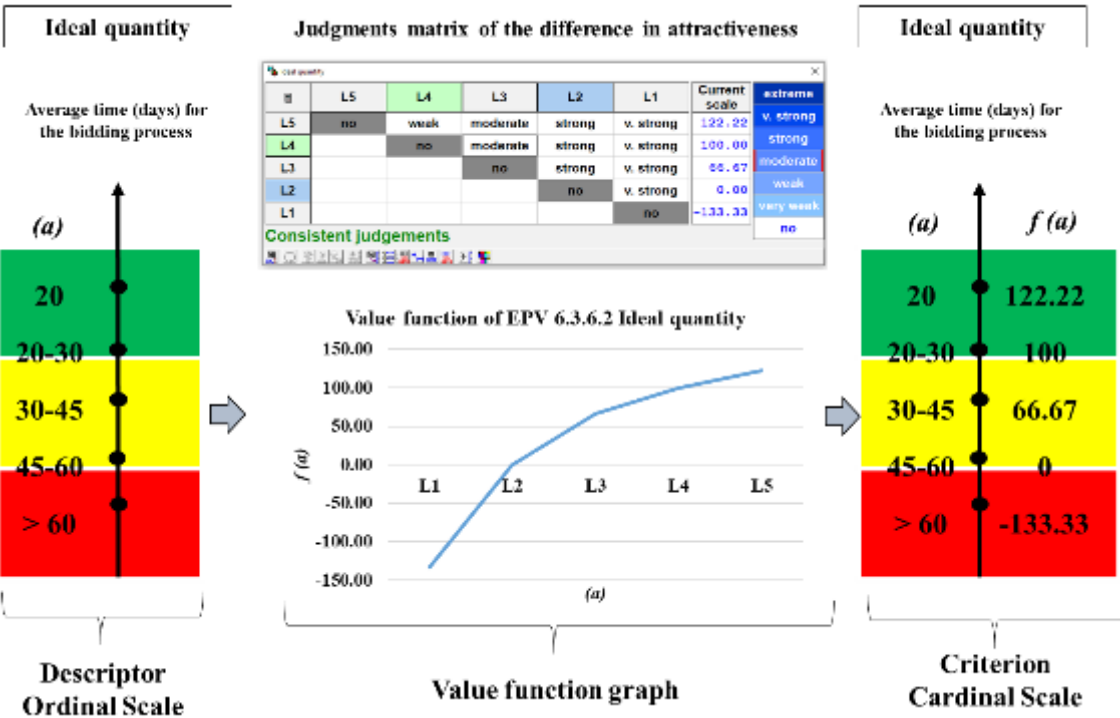 Ideal quantity
Average time (days) for
the bidding process
(a)
20
20-30
30-45
45-60
> 60
Descriptor
Ordinal Scale
Judgments matrix of the difference in attractiveness
L5 L4 L3 L2 L1 Current scale extreme
L5 no weak moderate strong v. strong 122.22 v. strong
L4 no moderate strong v. strong 100.00 strong
L3 no strong v. strong 66.67 moderate
L2 no v. strong 0.00 weak
L1 no -133.33 very weak
no
Consistent judgements
Value function of EPV 6.3.6.2 Ideal quantity
150.00
100.00
50.00
0.00
-50.00
-100.00
-150.00
f (a)
L1 L2 L3 L4 L5
(a)
Value function graph
Ideal quantity
Average time (days) for
the bidding process
(a) f (a)
20 122.22
20-30 100
30-45 66.67
45-60 0
> 60 -133.33
Criterion
Cardinal Scale